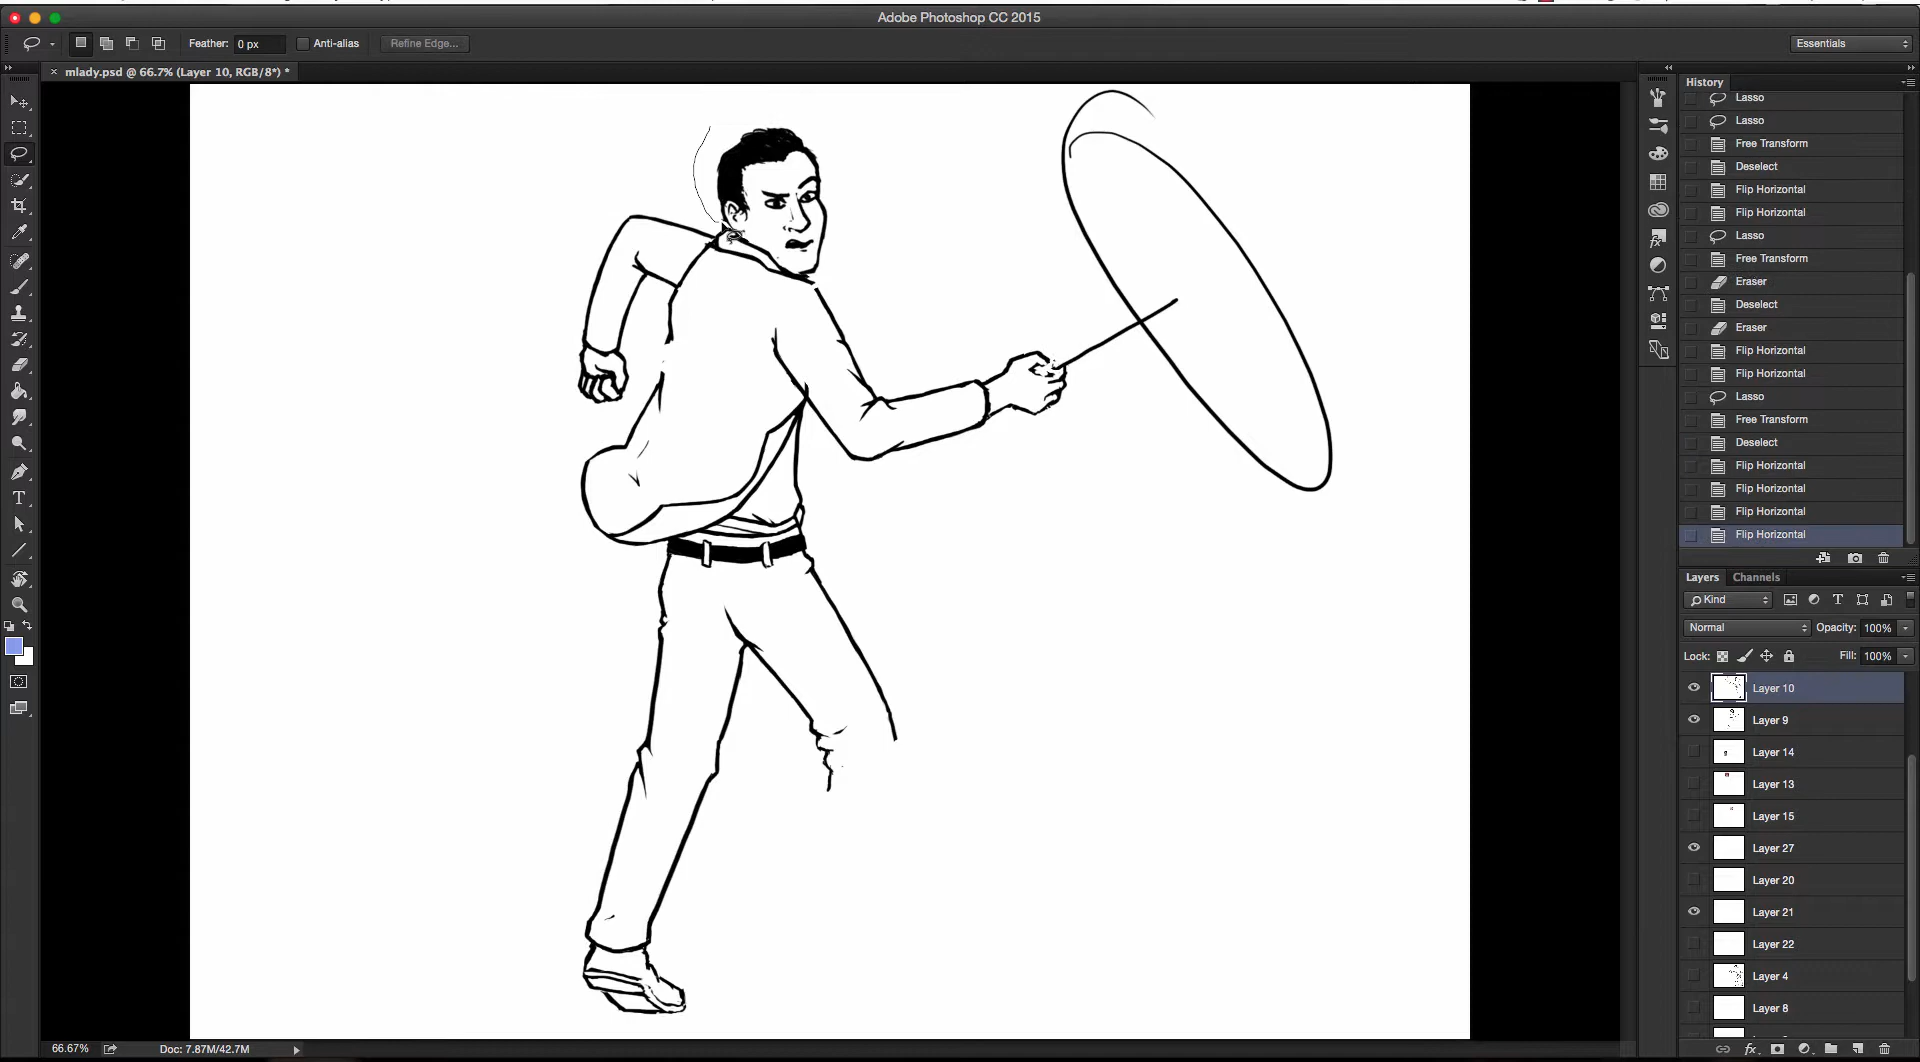 Adobe Photoshop CC 2015
Feather: 0 px Anti-alias Refine Edge... Essentials
× mlady.psd @ 66.7% (Layer 10, RGB/8*) *
History
Lasso
Lasso
Free Transform
Deselect
Flip Horizontal
Flip Horizontal
Lasso
Free Transform
Eraser
Deselect
Eraser
Flip Horizontal
Flip Horizontal
Lasso
Free Transform
Deselect
Flip Horizontal
Flip Horizontal
Flip Horizontal
Flip Horizontal
Layers Channels
Kind
Normal Opacity: 100%
Lock: Fill: 100%
Layer 10
Layer 9
Layer 14
Layer 13
Layer 15
Layer 27
Layer 20
Layer 21
Layer 22
Layer 4
Layer 8
66.67% Doc: 7.87M/42.7M